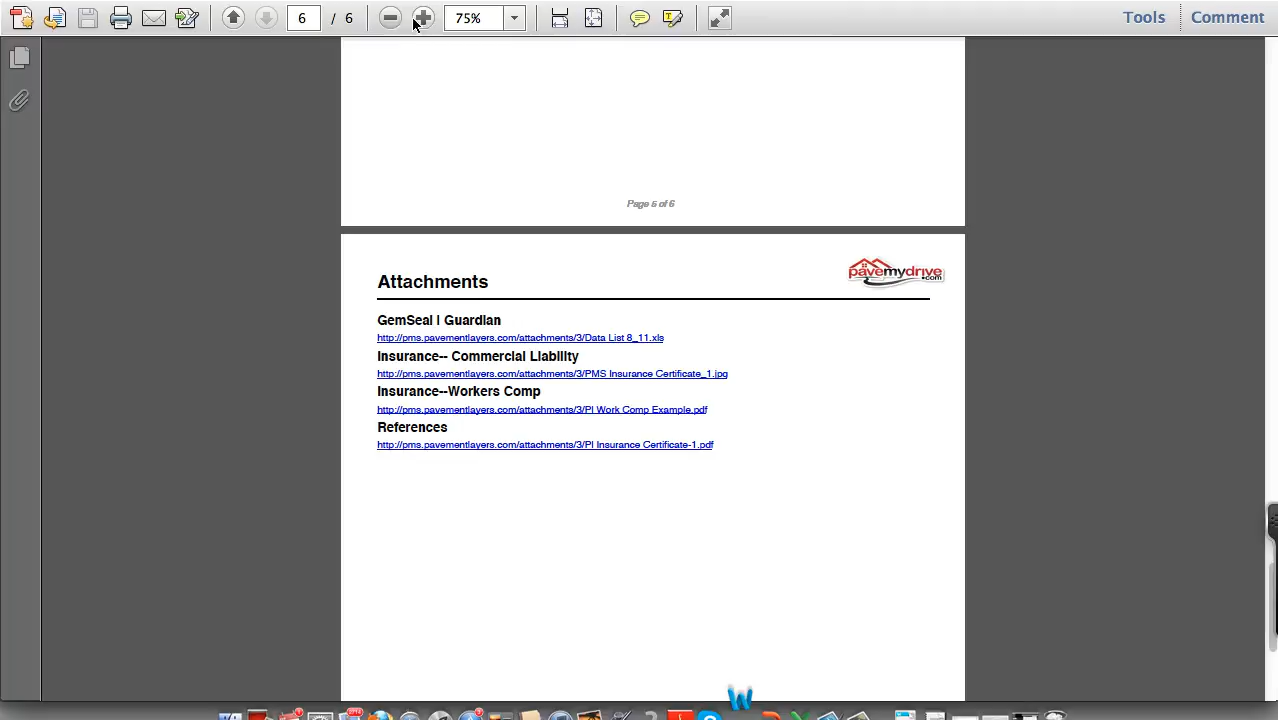 6 / 6 75% Tools Comment
Page 5 of 6
Attachments
pavemydrive.com
GemSeal | Guardian
http://pms.pavementlayers.com/attachments/3/Data List 8_11.xls
Insurance-- Commercial Liability
http://pms.pavementlayers.com/attachments/3/PMS Insurance Certificate_1.jpg
Insurance--Workers Comp
http://pms.pavementlayers.com/attachments/3/PI Work Comp Example.pdf
References
http://pms.pavementlayers.com/attachments/3/PI Insurance Certificate-1.pdf